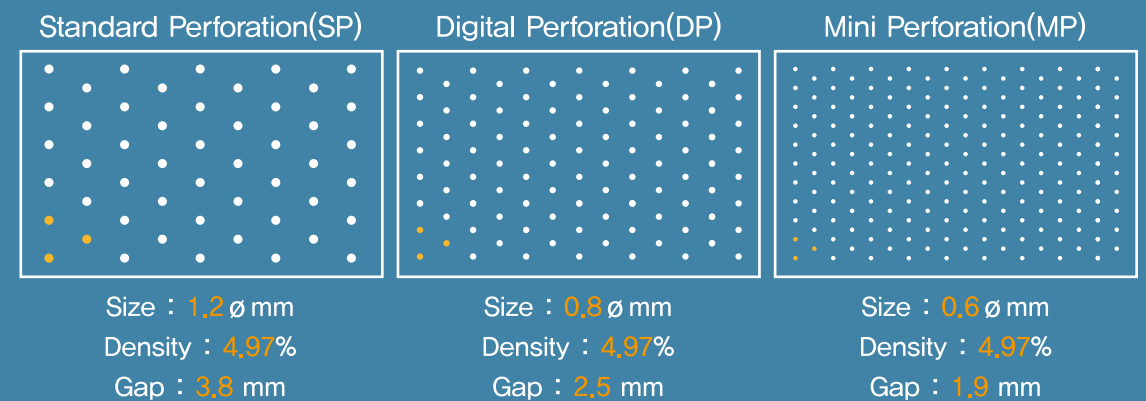 Standard Perforation(SP)
Size : 1.2 ø mm
Density : 4.97%
Gap : 3.8 mm
Digital Perforation(DP)
Size : 0.8 ø mm
Density : 4.97%
Gap : 2.5 mm
Mini Perforation(MP)
Size : 0.6 ø mm
Density : 4.97%
Gap : 1.9 mm